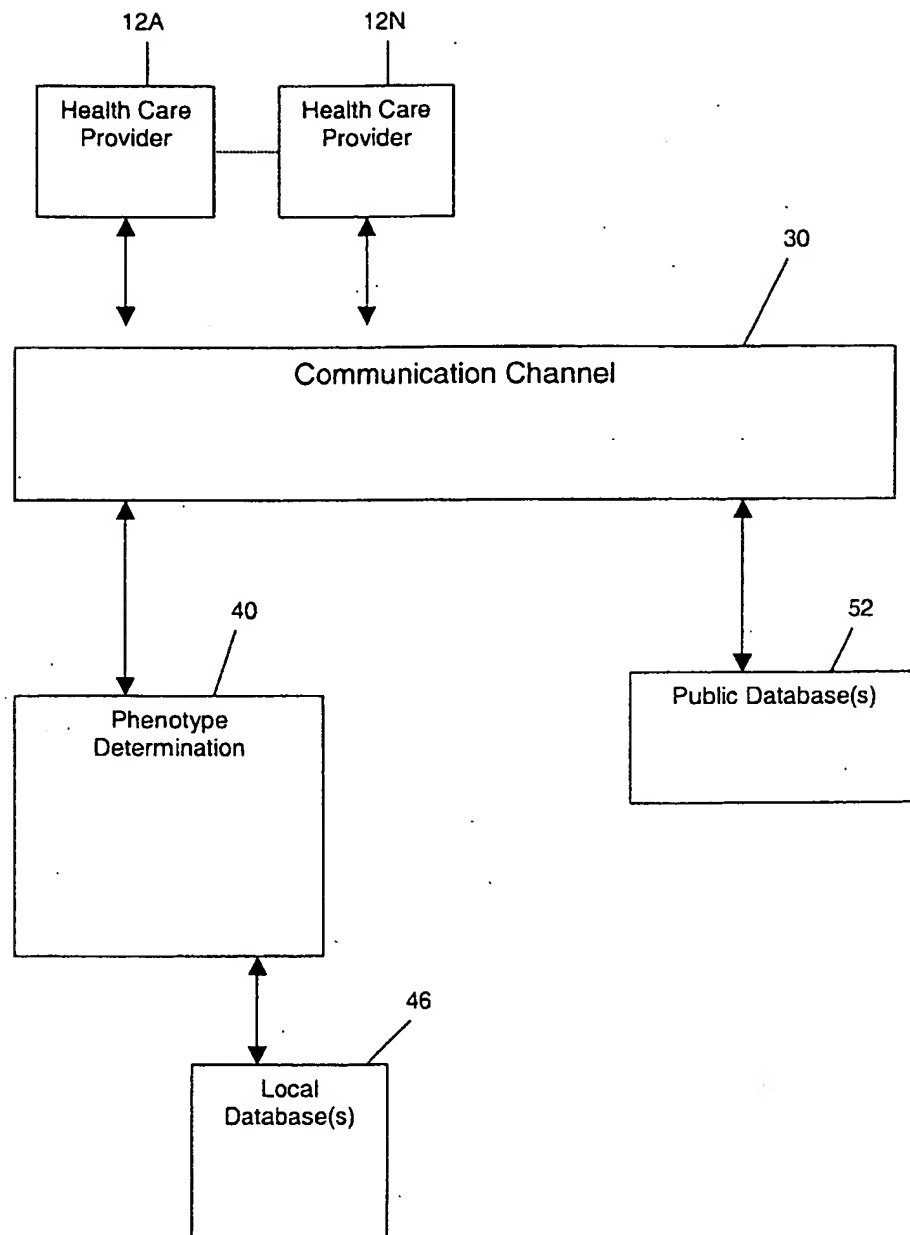 12A
12N
Health Care
Provider
Health Care
Provider
30
Communication Channel
40
52
Phenotype
Determination
Public Database(s)
46
Local
Database(s)